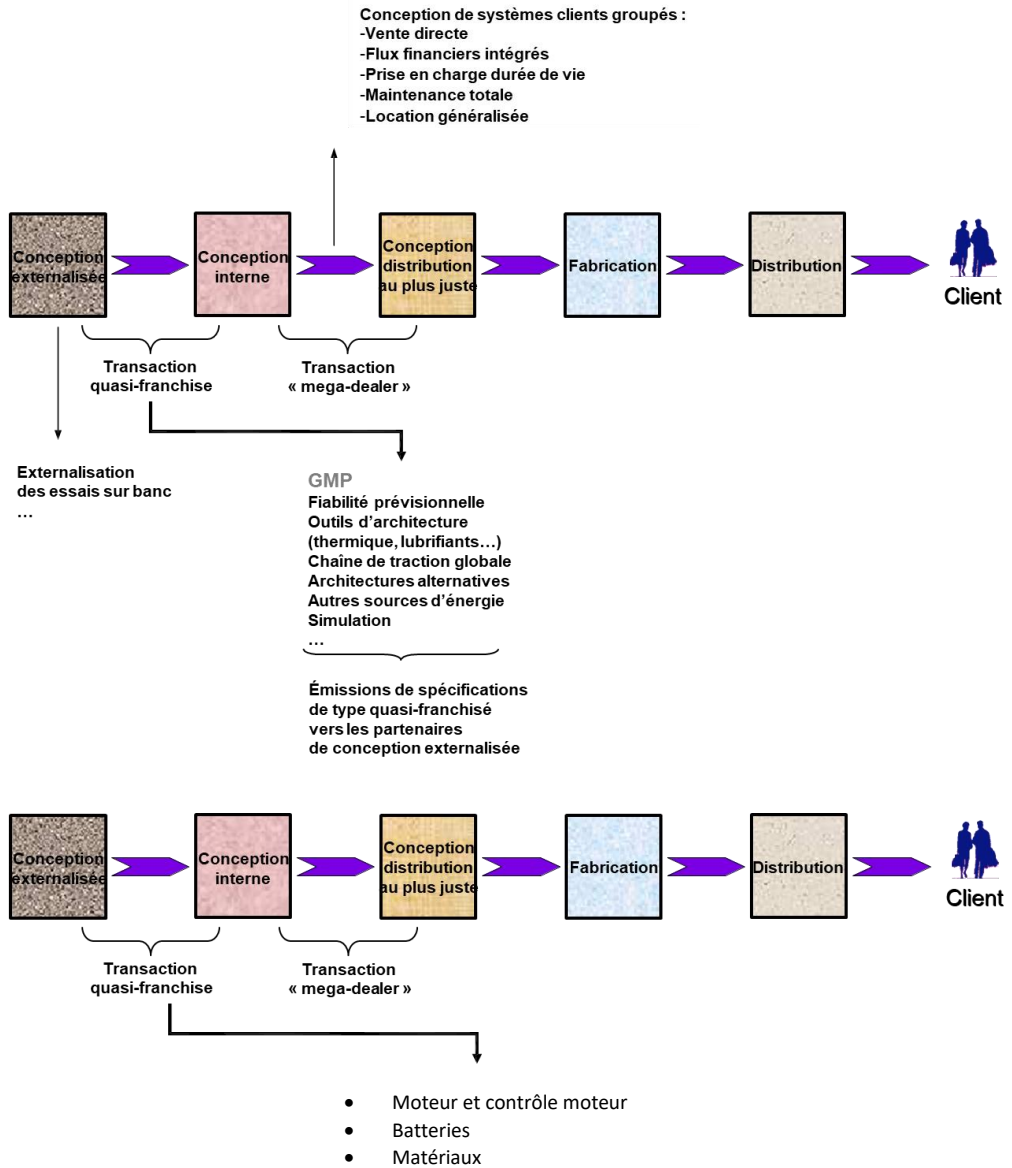 Conception de systèmes clients groupés :
-Vente directe
-Flux financiers intégrés
-Prise en charge durée de vie
-Maintenance totale
-Location généralisée
Conception
externalisée
Conception
interne
Conception
distribution
au plus juste
Fabrication
Distribution
Client
Transaction
quasi-franchise
Transaction
« mega-dealer »
Externalisation
des essais sur banc
…
GMP
Fiabilité prévisionnelle
Outils d’architecture
(thermique, lubrifiants…)
Chaîne de traction globale
Architectures alternatives
Autres sources d’énergie
Simulation
…
Émissions de spécifications
de type quasi-franchisé
vers les partenaires
de conception externalisée
Conception
externalisée
Conception
interne
Conception
distribution
au plus juste
Fabrication
Distribution
Client
Transaction
quasi-franchise
Transaction
« mega-dealer »
• Moteur et contrôle moteur
• Batteries
• Matériaux